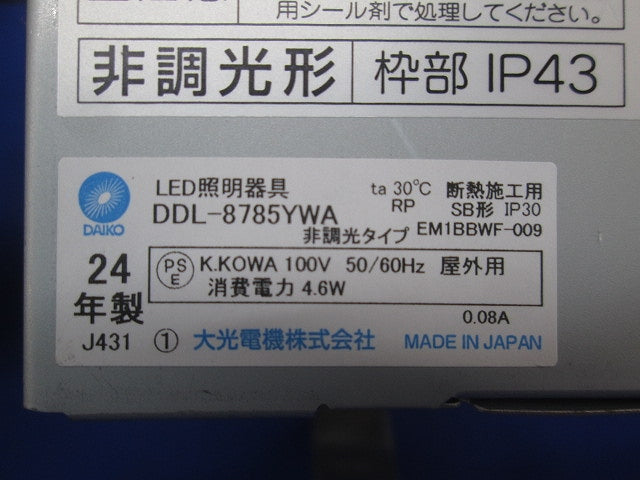 用シール剤で処理してください。
非調光形 枠部 IP43
LED照明器具 ta 30℃ 断熱施工用
DDL-8785YWA RP SB形 IP30
DAIKO 非調光タイプ EM1BBWF-009
24 PSE K.KOWA 100V 50/60Hz 屋外用
年製 消費電力 4.6W
0.08A
J431 ① 大光電機株式会社 MADE IN JAPAN